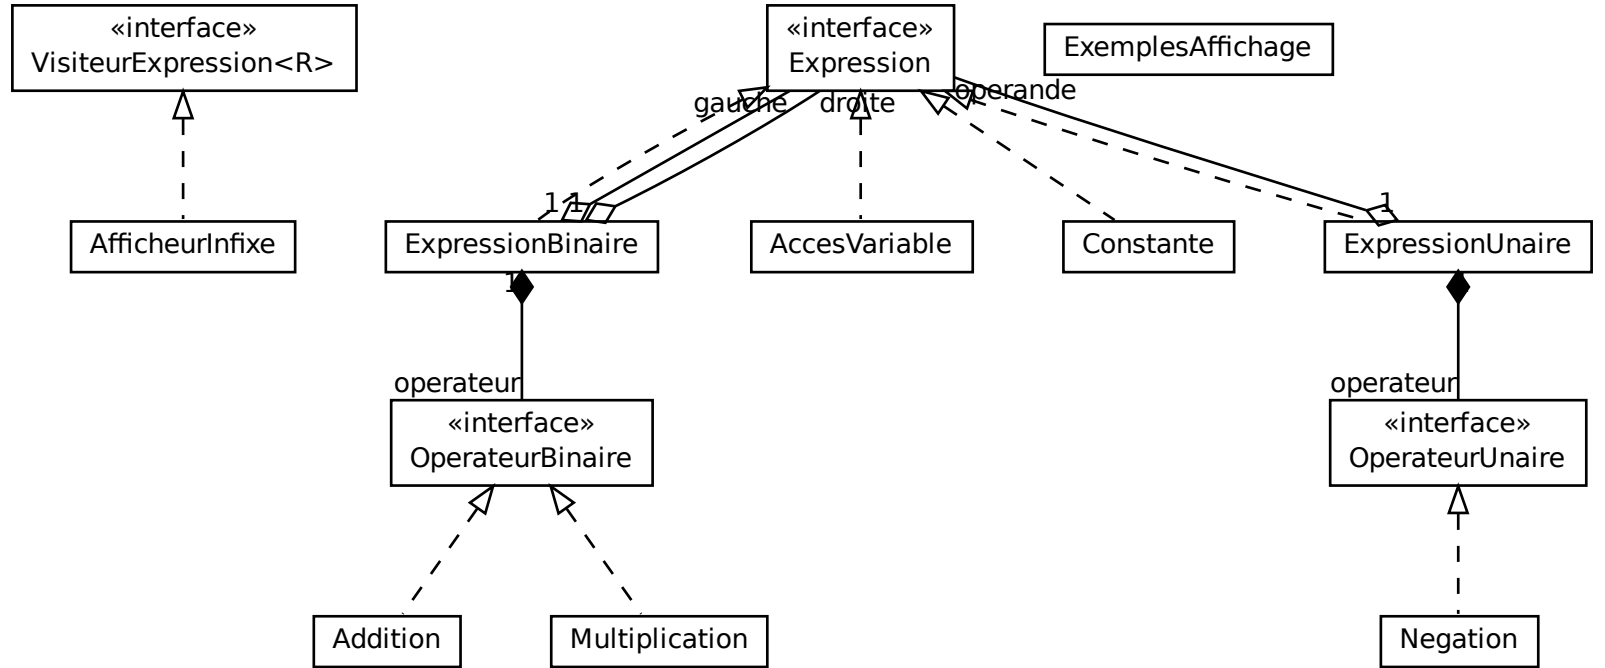 «interface»
VisiteurExpression<R>
«interface»
Expression
ExemplesAffichage
gauche
droite
operande
1
1
1
AfficheurInfixe
ExpressionBinaire
AccesVariable
Constante
ExpressionUnaire
1
operateur
operateur
«interface»
OperateurBinaire
«interface»
OperateurUnaire
Addition
Multiplication
Negation